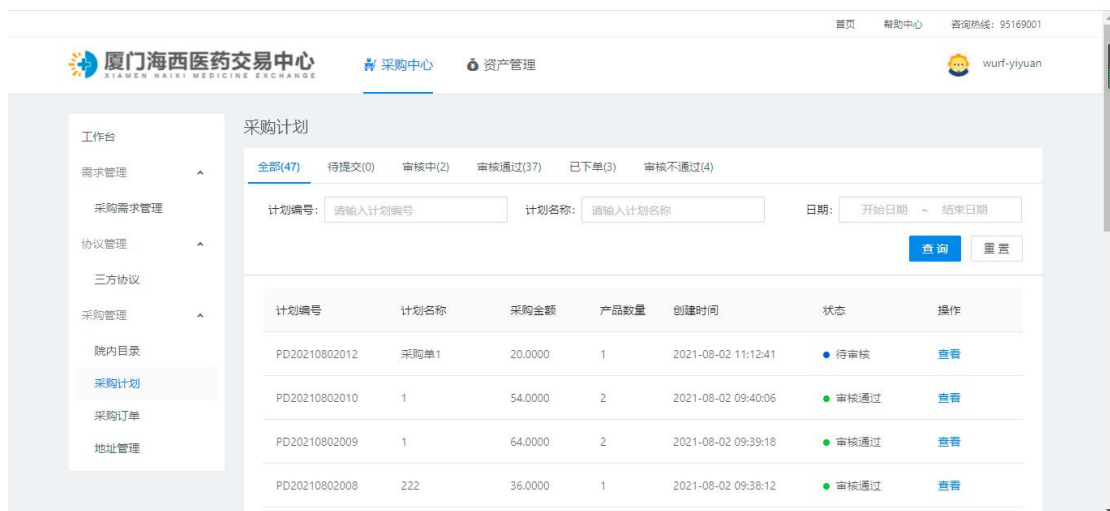 首页 帮助中心 咨询热线: 95169001
厦门海西医药交易中心 采购中心 资产管理 wurf-yiyuan
XIAMEN HAIXI MEDICINE EXCHANGE
工作台
需求管理
采购需求管理
协议管理
三方协议
采购管理
院内目录
采购计划
采购订单
地址管理
采购计划
全部(47) 待提交(0) 审核中(2) 审核通过(37) 已下单(3) 审核不通过(4)
计划编号: 请输入计划编号 计划名称: 请输入计划名称 日期: 开始日期 ~ 结束日期
查询 重置
计划编号 计划名称 采购金额 产品数量 创建时间 状态 操作
PD20210802012 采购单1 20.0000 1 2021-08-02 11:12:41 待审核 查看
PD20210802010 1 54.0000 2 2021-08-02 09:40:06 审核通过 查看
PD20210802009 1 64.0000 2 2021-08-02 09:39:18 审核通过 查看
PD20210802008 222 36.0000 1 2021-08-02 09:38:12 审核通过 查看